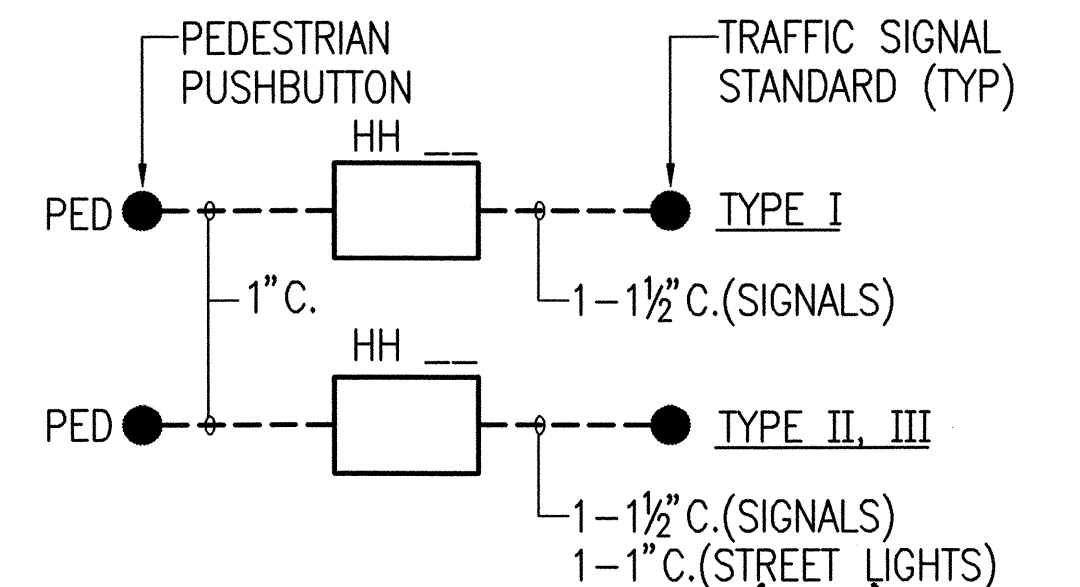 PEDESTRIAN
PUSHBUTTON
TRAFFIC SIGNAL
STANDARD (TYP)
HH __
PED
TYPE I
1" C.
1-1½" C.(SIGNALS)
HH __
PED
TYPE II, III
1-1½" C.(SIGNALS)
1-1" C.(STREET LIGHTS)